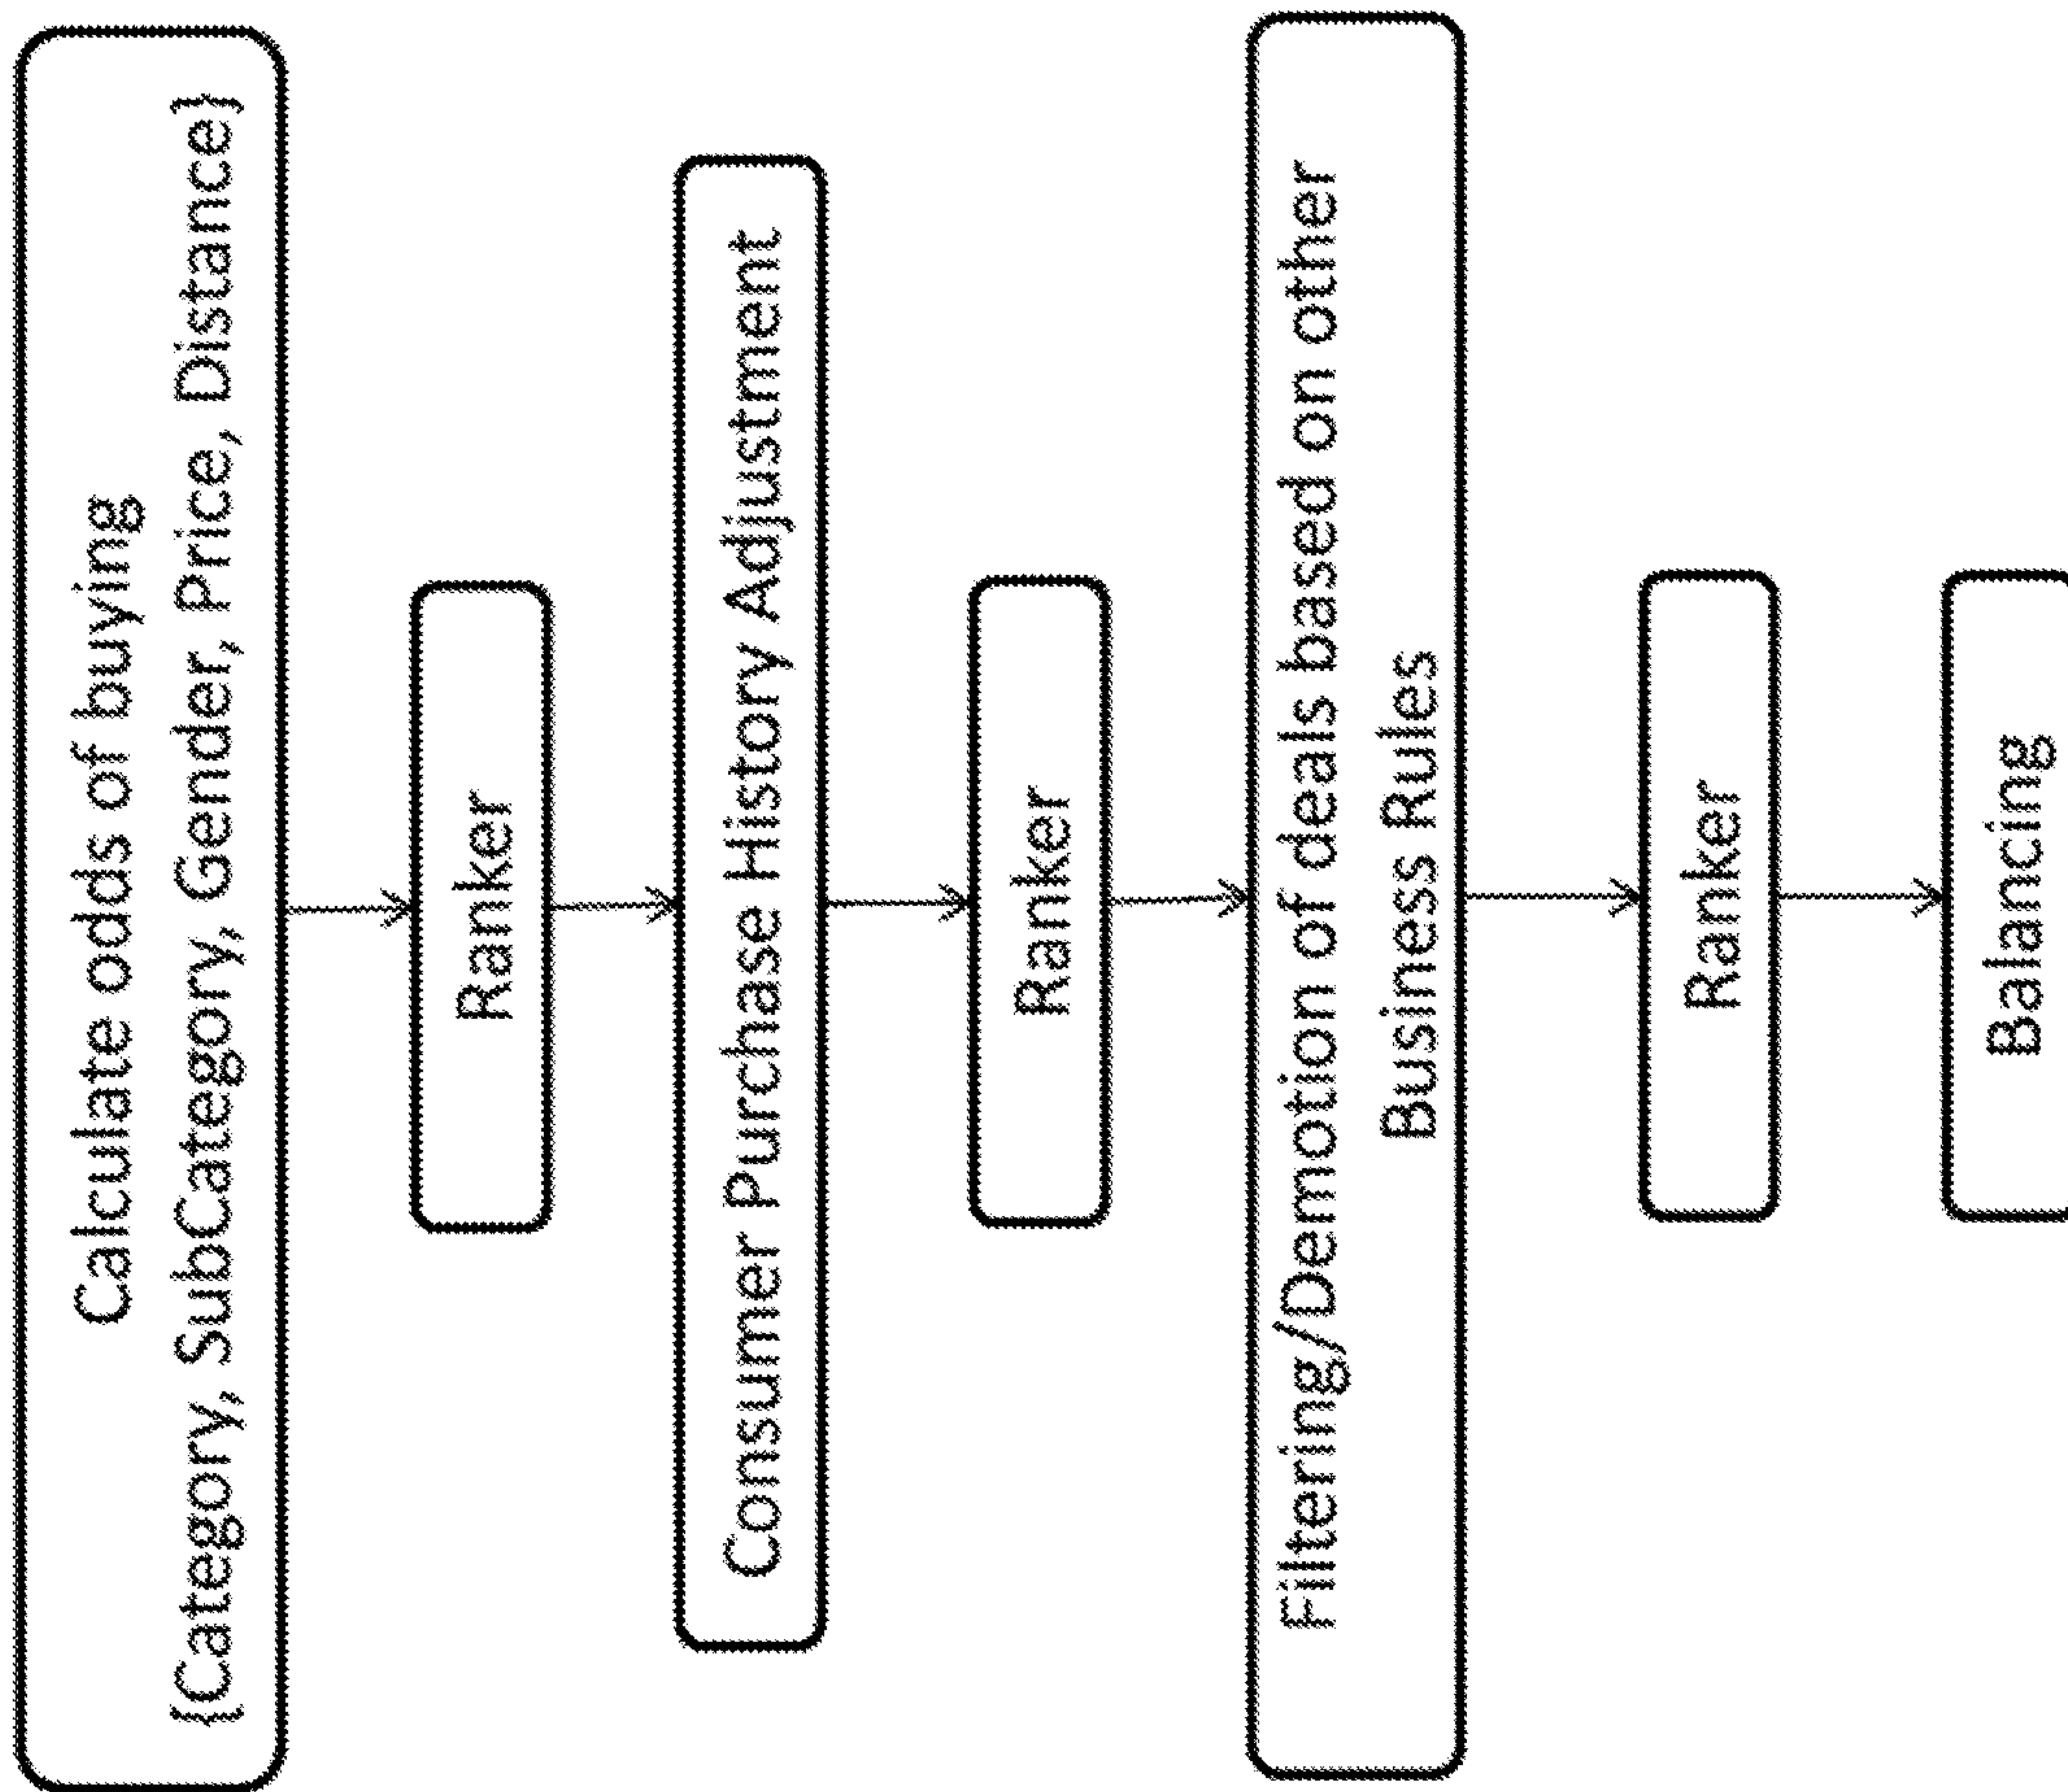 Calculate odds of buying
{Category, SubCategory, Gender, Price, Distance}
Ranker
Consumer Purchase History Adjustment
Ranker
Filtering/Demotion of deals based on other
Business Rules
Ranker
Balancing